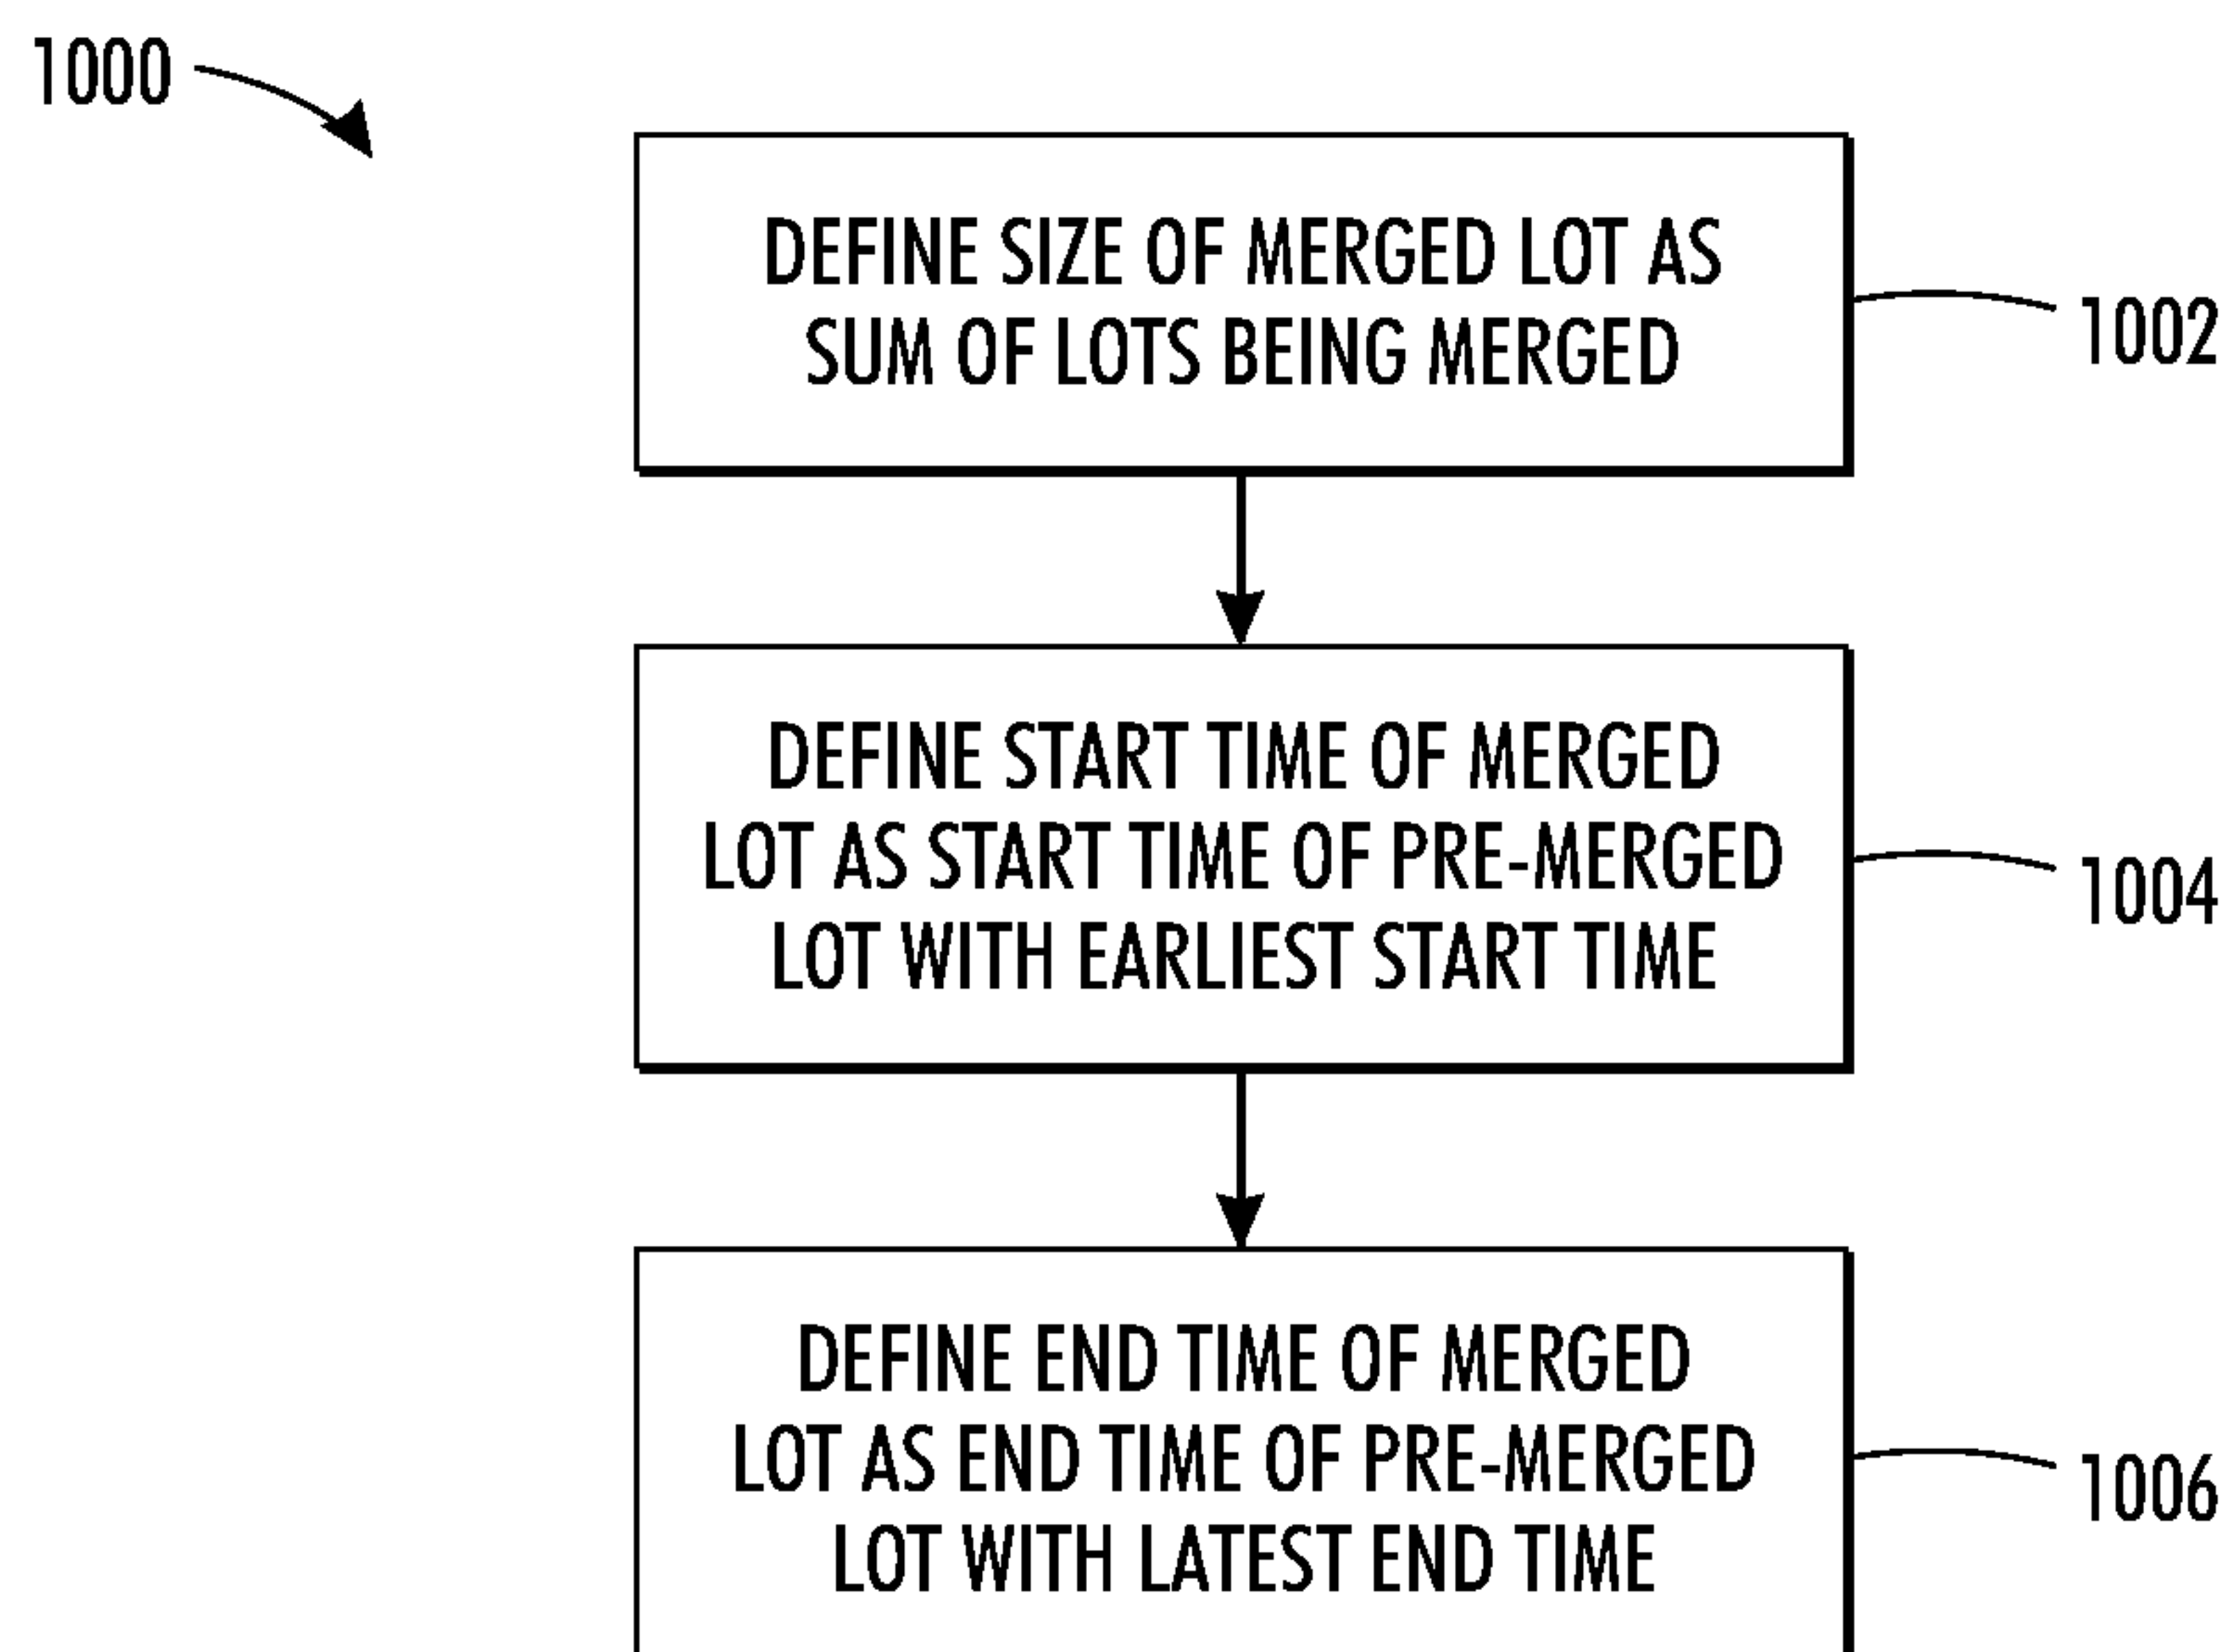 1000
DEFINE SIZE OF MERGED LOT AS
SUM OF LOTS BEING MERGED
1002
DEFINE START TIME OF MERGED
LOT AS START TIME OF PRE-MERGED
LOT WITH EARLIEST START TIME
1004
DEFINE END TIME OF MERGED
LOT AS END TIME OF PRE-MERGED
LOT WITH LATEST END TIME
1006